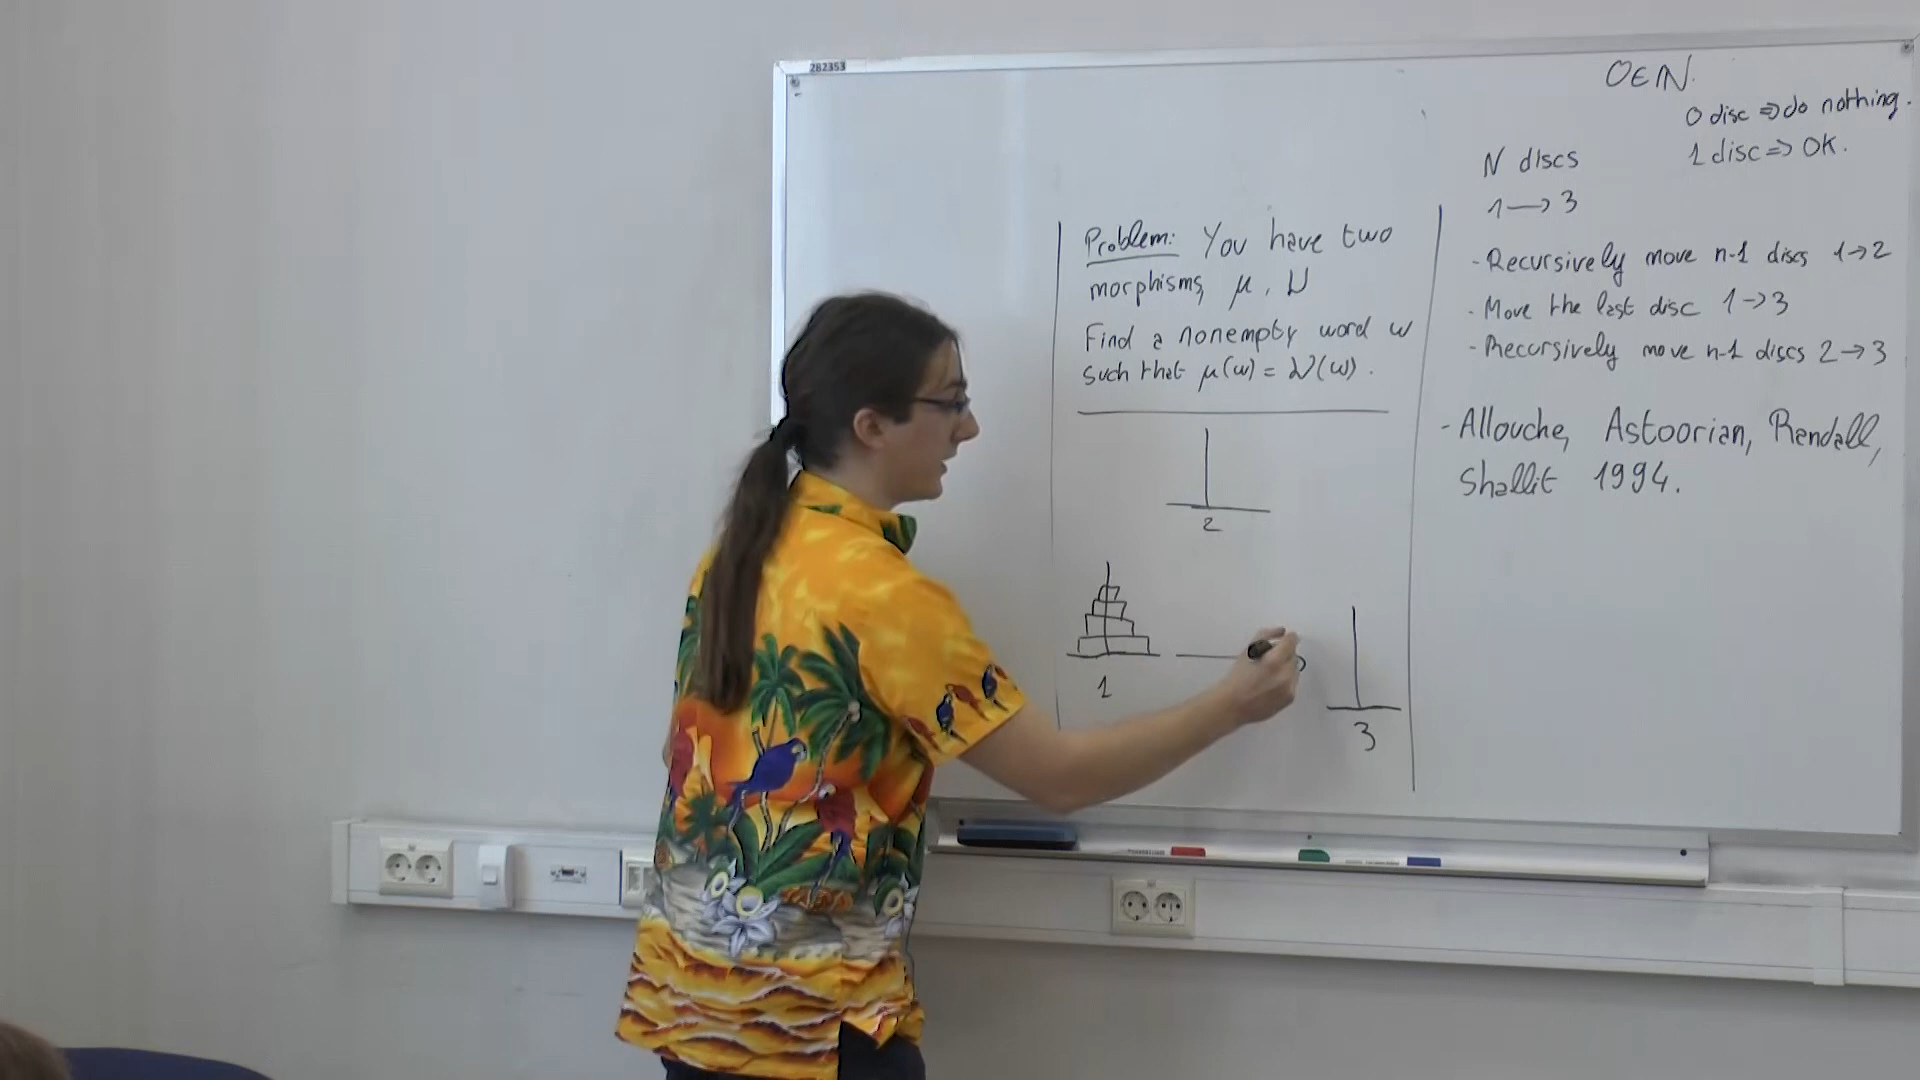 282353
Problem: You have two
morphisms, μ, ν
Find a nonempty word w
such that μ(w) = ν(w).
2
1
3
0∈ℕ.
0 disc ⇒ do nothing.
1 disc ⇒ OK.
N discs
1 → 3
- Recursively move n-1 discs 1→2
- Move the last disc 1→3
- Recursively move n-1 discs 2→3
- Allouche, Astoorian, Randall,
Shallit 1994.